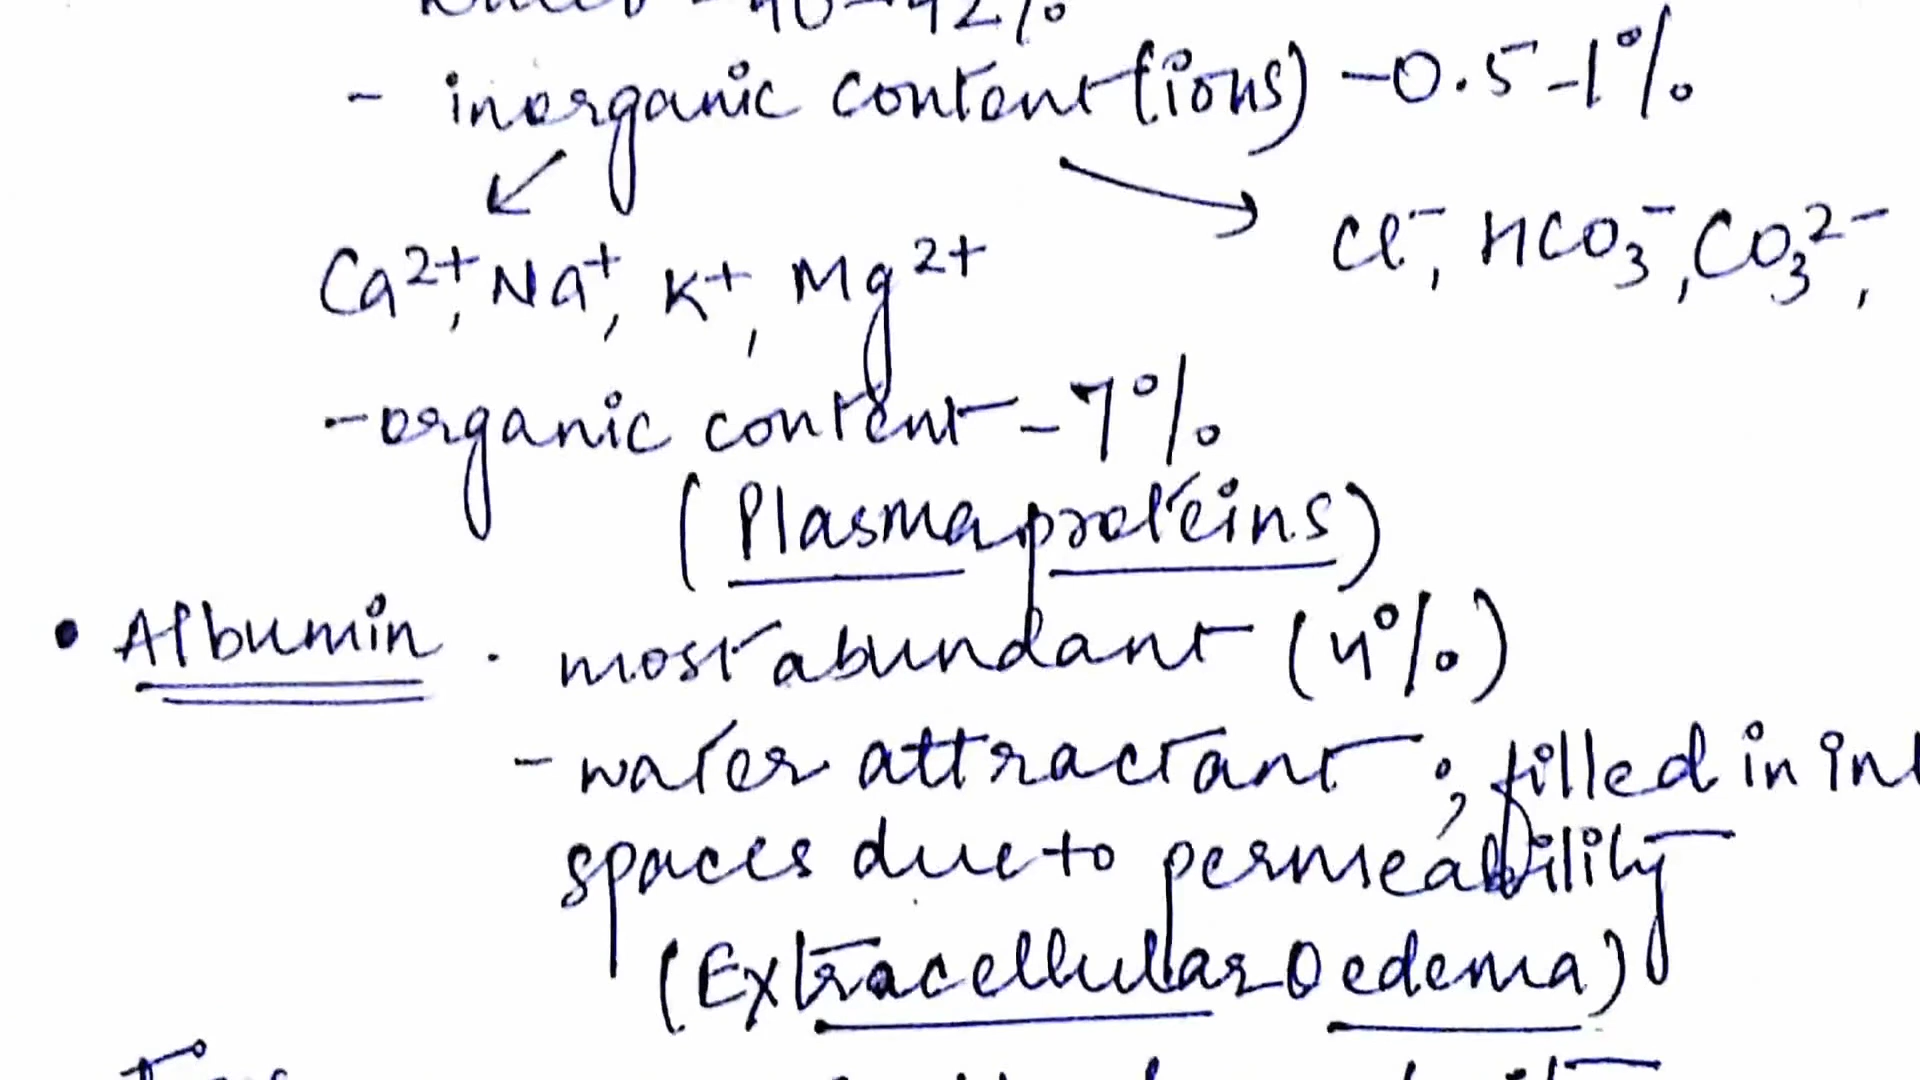 - inorganic content (ions) - 0.5 - 1%
Ca²⁺, Na⁺, K⁺, Mg²⁺ Cl⁻, HCO₃⁻, CO₃²⁻,
- organic content - 7%
(Plasma proteins)
• Albumin . most abundant (4%)
- water attractant ; filled in int
spaces due to permeability
(Extracellular Oedema)